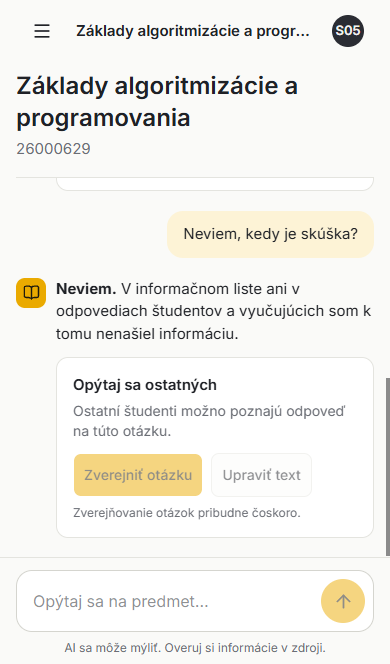 Základy algoritmizácie a progr...
S05
Základy algoritmizácie a
programovania
26000629
Neviem, kedy je skúška?
Neviem. V informačnom liste ani v
odpovediach študentov a vyučujúcich som k
tomu nenašiel informáciu.
Opýtaj sa ostatných
Ostatní študenti možno poznajú odpoveď
na túto otázku.
Zverejniť otázku
Upraviť text
Zverejňovanie otázok pribudne čoskoro.
Opýtaj sa na predmet...
AI sa môže mýliť. Overuj si informácie v zdroji.